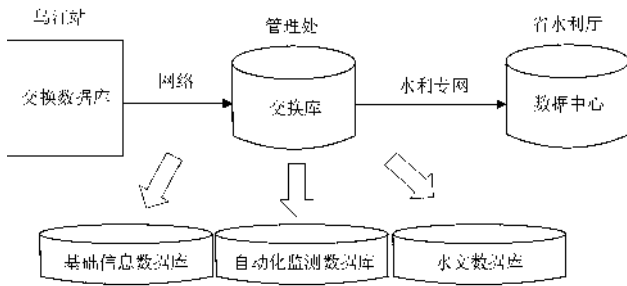 乌江站
管理处
省水利厅
交换数据库
网络
交换库
水利专网
数据中心
基础信息数据库
自动化监测数据库
水文数据库